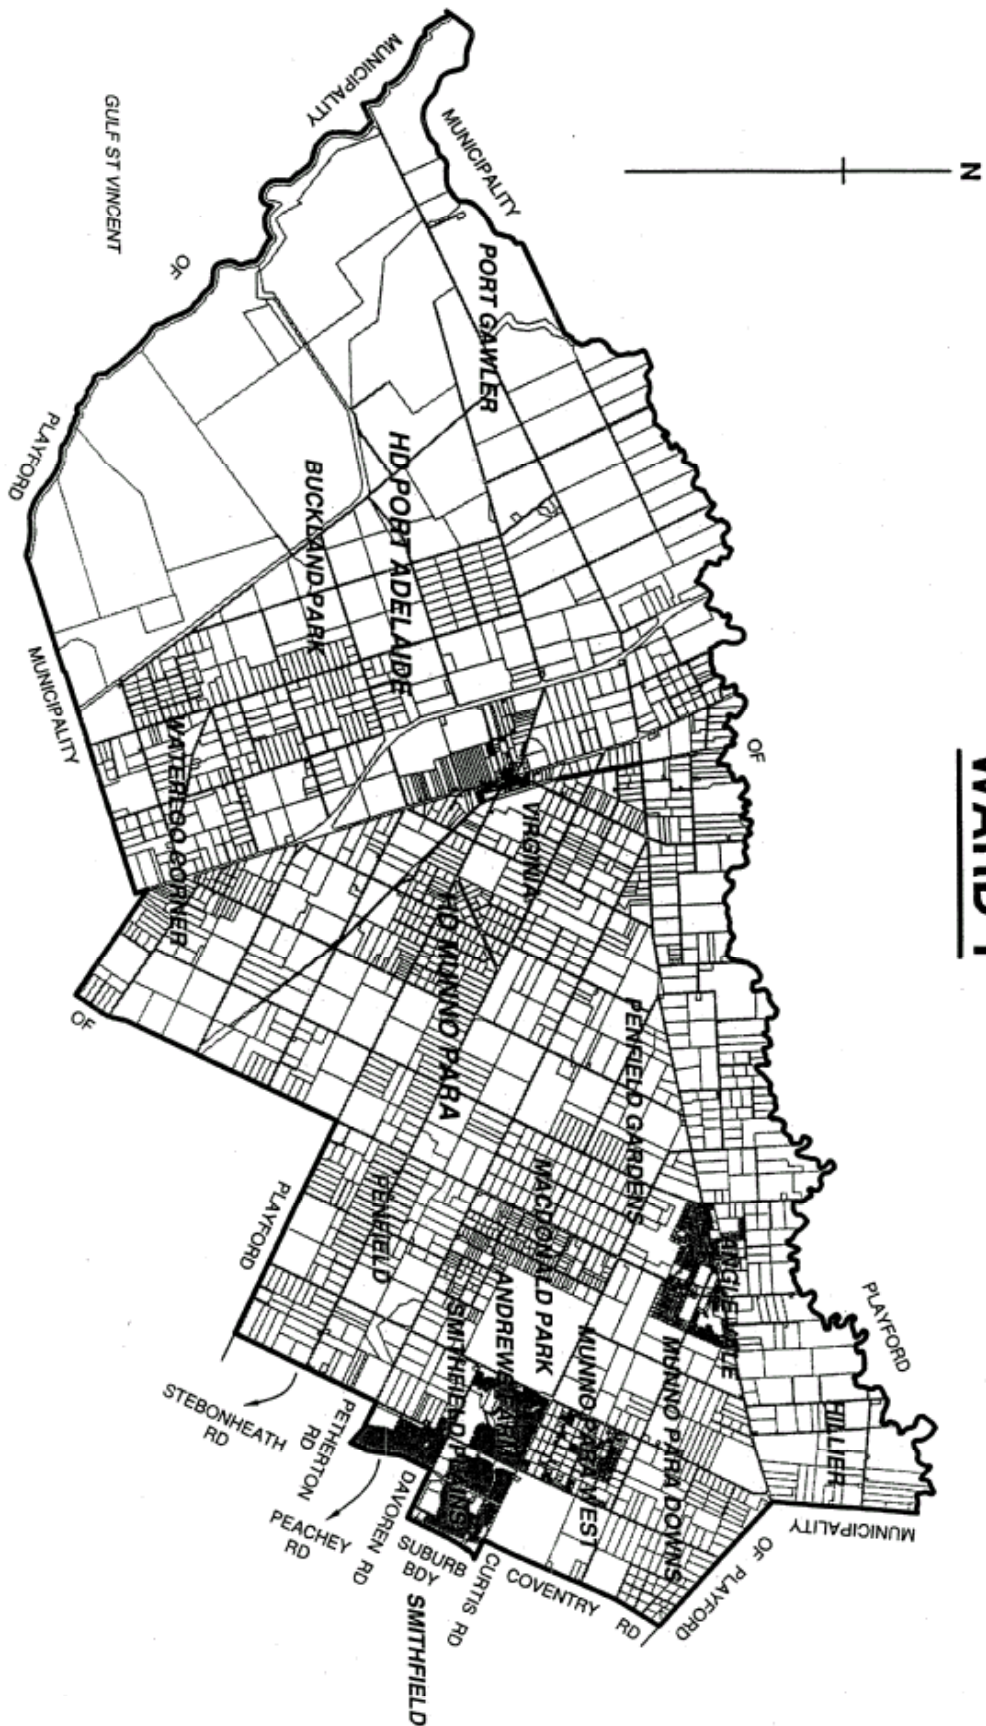 N
GULF ST VINCENT
MUNICIPALITY
OF
PLAYFORD
MUNICIPALITY
OF
PLAYFORD
MUNICIPALITY
OF
PLAYFORD
MUNICIPALITY
OF PLAYFORD
PORT GAWLER
HD PORT ADELAIDE
BUCKLAND PARK
WATERLOO CORNER
VIRGINIA
HD MUNNO PARA
PENFIELD GARDENS
PENFIELD
MACDONALD PARK
ANGLE VALE
ANDREWS FARM
SMITHFIELD PLAINS
MUNNO PARA WEST
MUNNO PARA DOWNS
HILLIER
STEBONHEATH
RD
PETHERTON
RD
PEACHEY
RD
DAVOREN RD
SUBURB
BDY
CURTIS RD
COVENTRY RD
SMITHFIELD